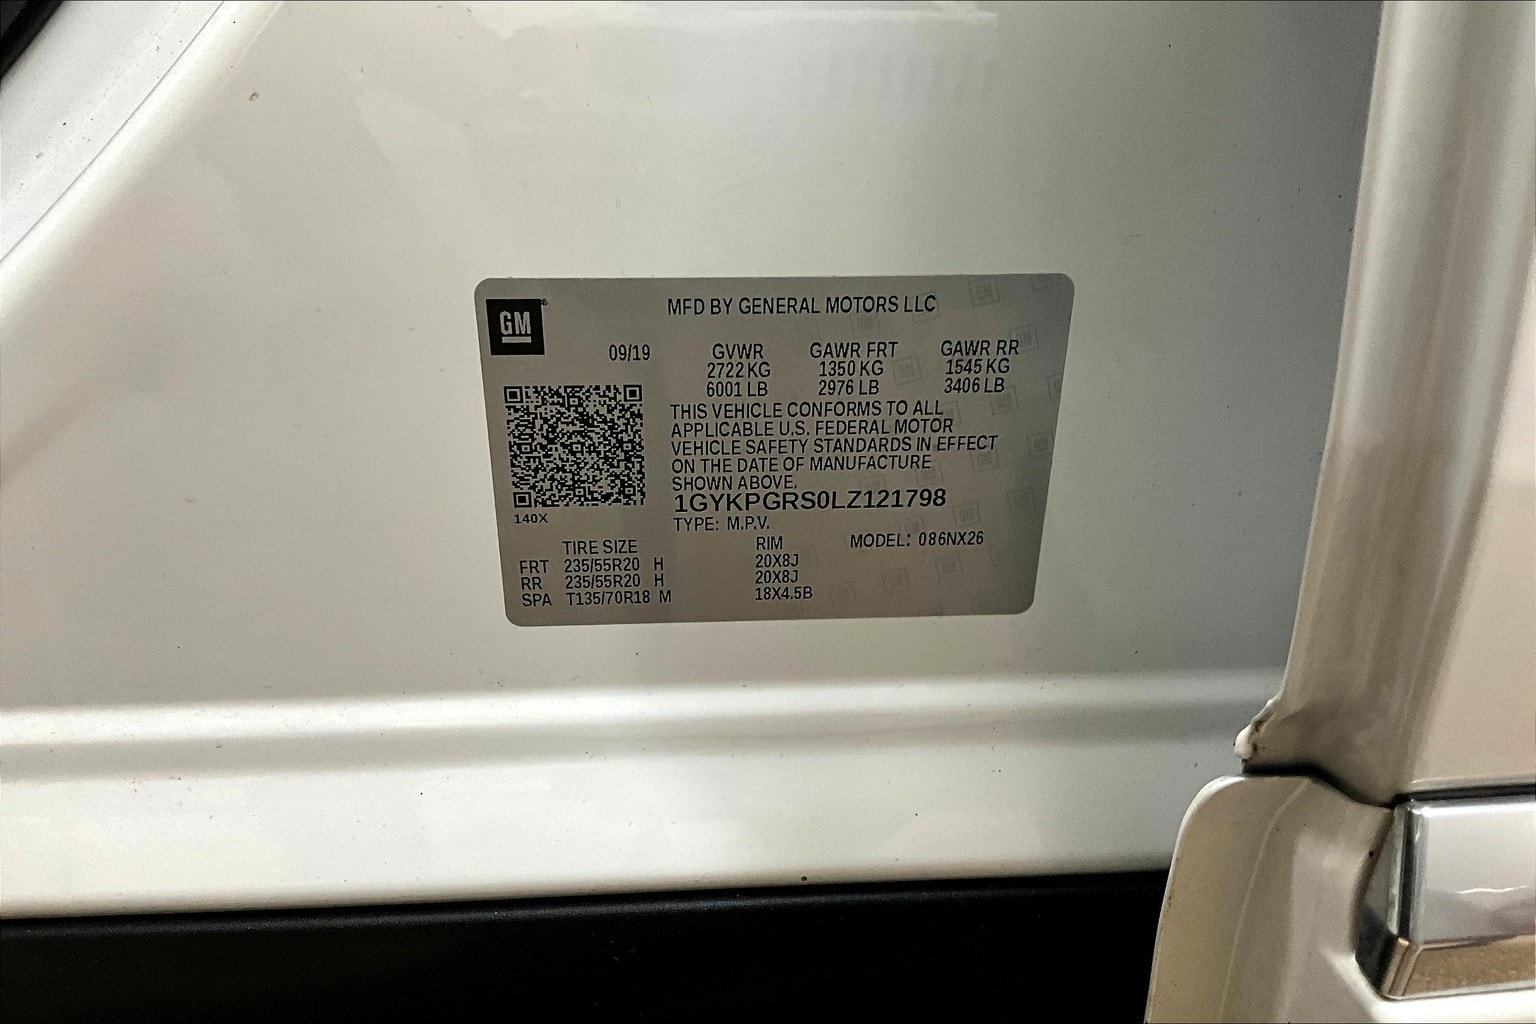 GM®
MFD BY GENERAL MOTORS LLC
09/19 GVWR GAWR FRT GAWR RR
2722 KG 1350 KG 1545 KG
6001 LB 2976 LB 3406 LB
THIS VEHICLE CONFORMS TO ALL
APPLICABLE U.S. FEDERAL MOTOR
VEHICLE SAFETY STANDARDS IN EFFECT
ON THE DATE OF MANUFACTURE
SHOWN ABOVE.
1GYKPGRS0LZ121798
140X
TYPE: M.P.V.
TIRE SIZE RIM MODEL: 086NX26
FRT 235/55R20 H 20X8J
RR 235/55R20 H 20X8J
SPA T135/70R18 M 18X4.5B